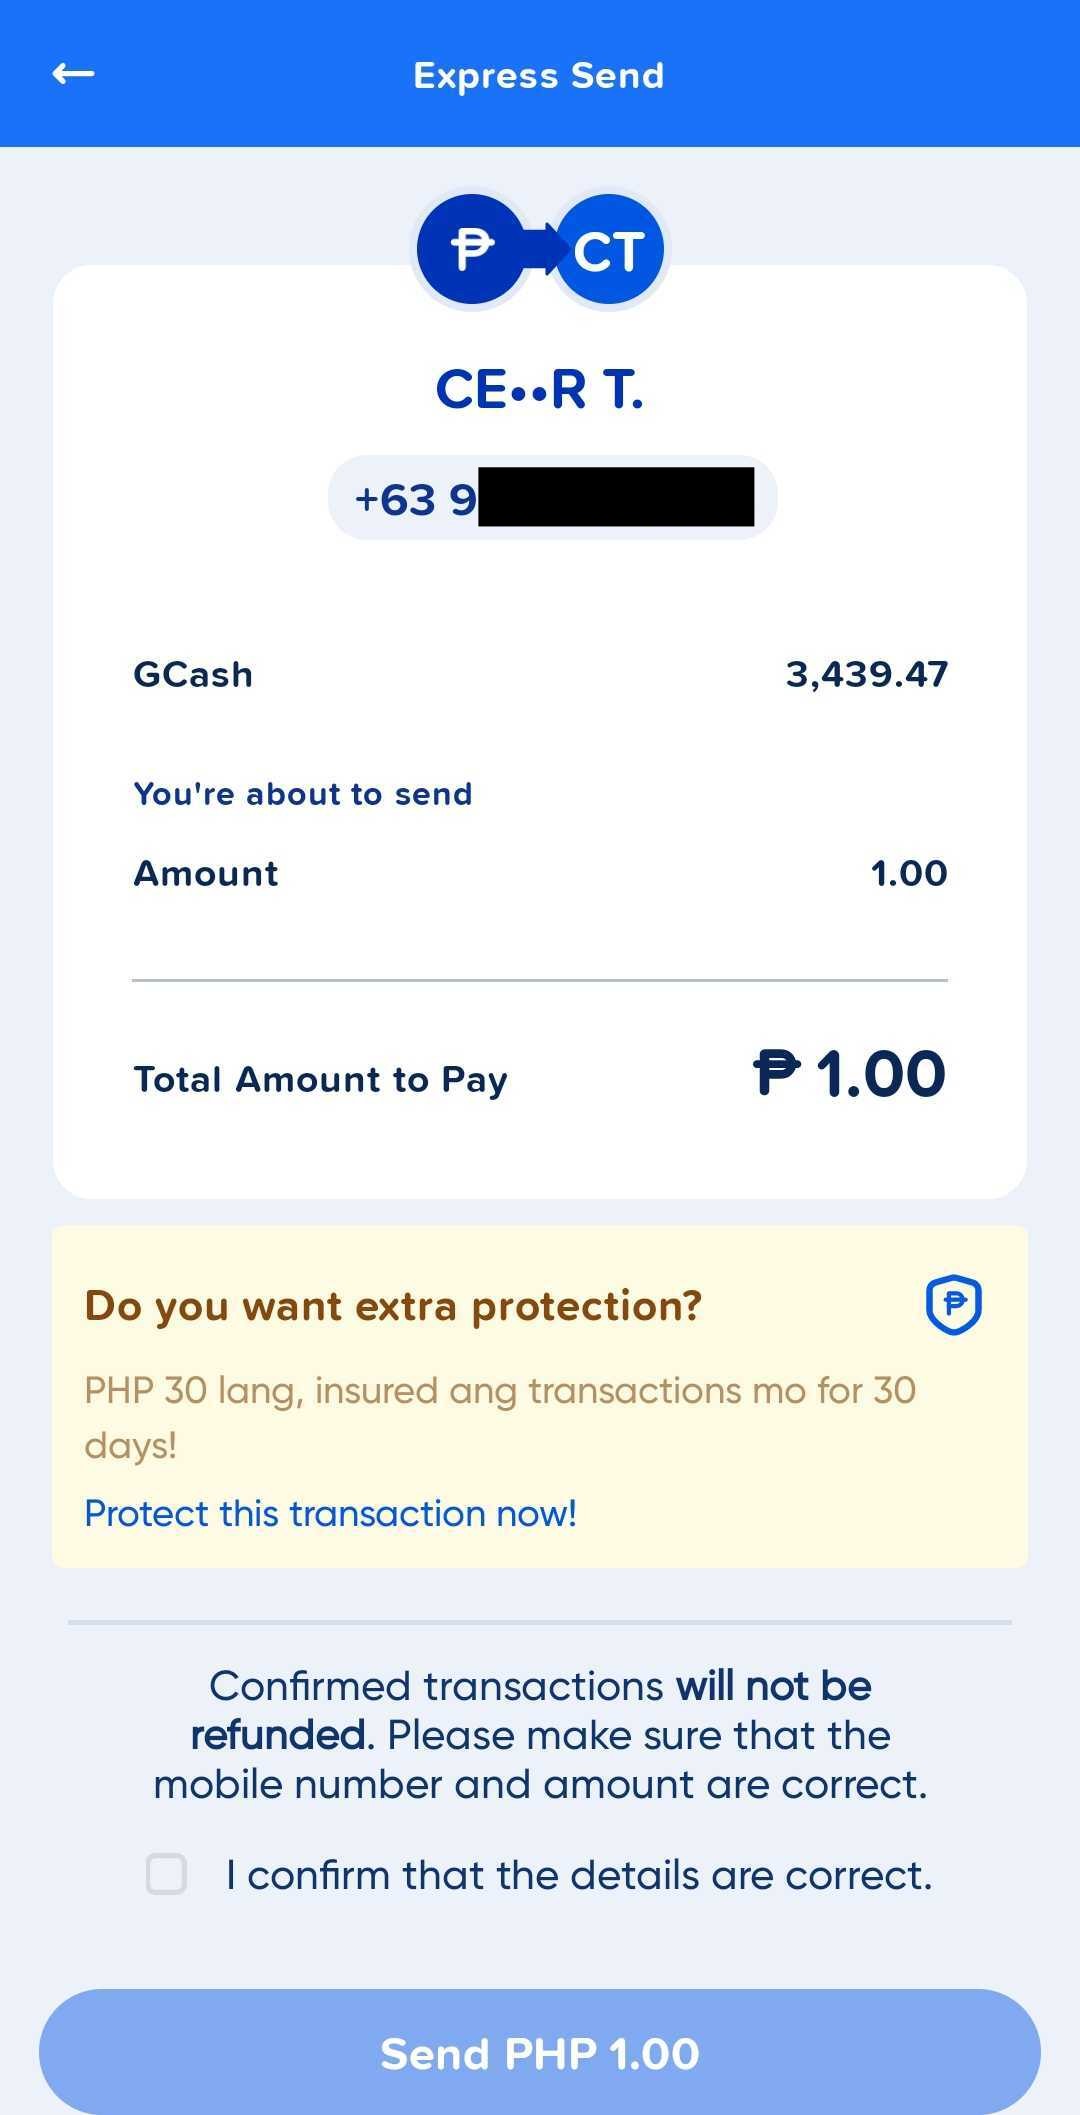 Express Send
₱ CT
CE••R T.
+63 9
GCash 3,439.47
You're about to send
Amount 1.00
Total Amount to Pay ₱ 1.00
Do you want extra protection? ₱
PHP 30 lang, insured ang transactions mo for 30
days!
Protect this transaction now!
Confirmed transactions will not be
refunded. Please make sure that the
mobile number and amount are correct.
I confirm that the details are correct.
Send PHP 1.00